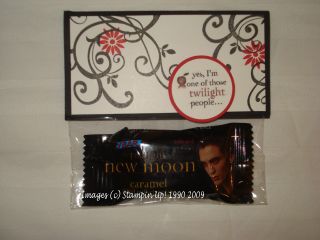 yes, I'm
one of those
twilight
people...
new moon
caramel
Images (c) Stampin Up! 1990 2009